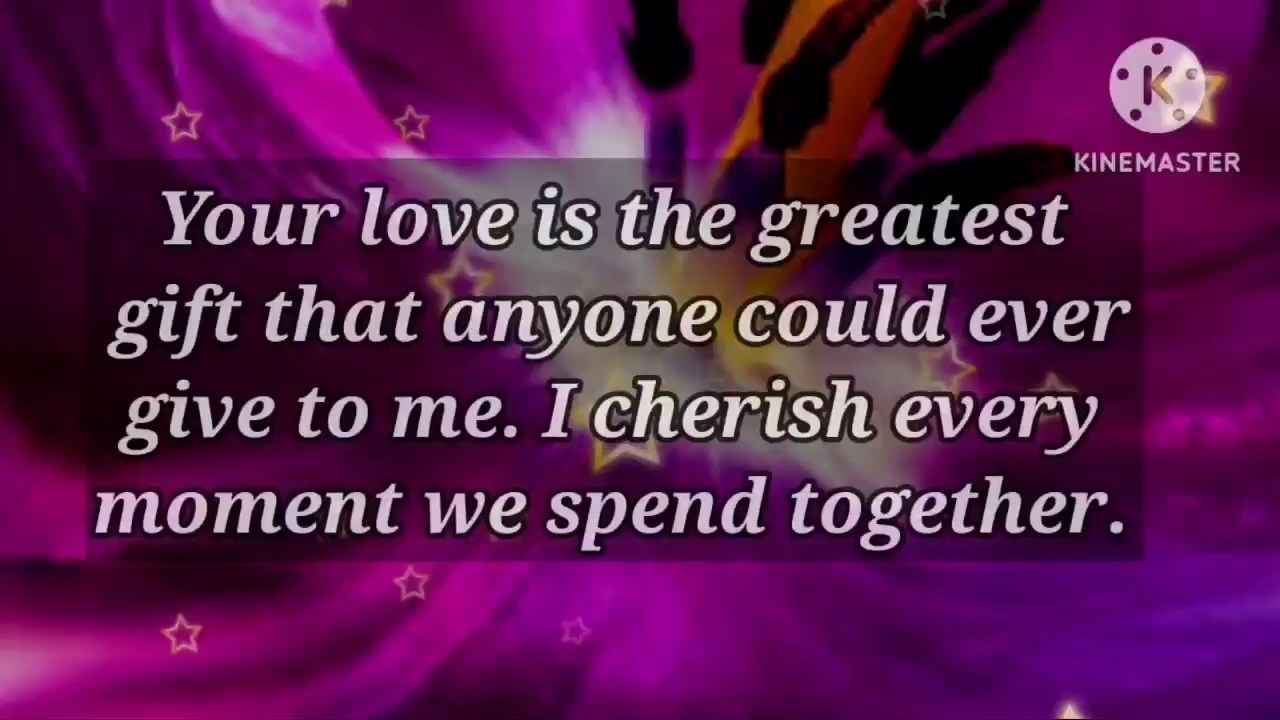 KINEMASTER
Your love is the greatest
gift that anyone could ever
give to me. I cherish every
moment we spend together.